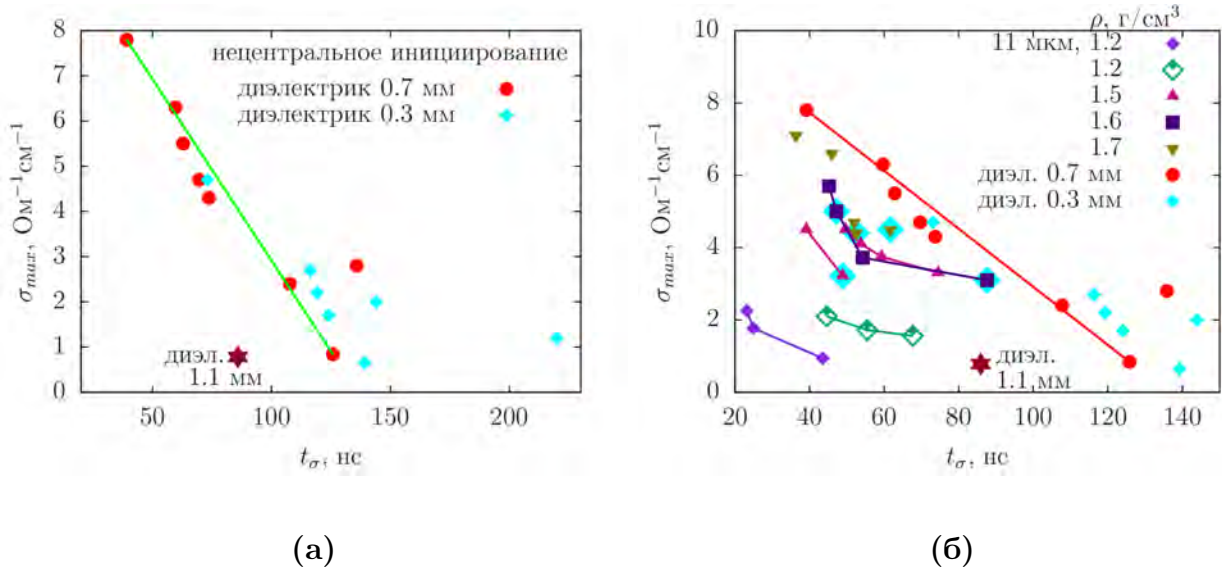 8
7
6
5
4
3
2
1
0
σmax, Ом⁻¹см⁻¹
нецентральное инициирование
диэлектрик 0.7 мм
диэлектрик 0.3 мм
диэл.
1.1 мм
50 100 150 200
tσ, нс
(а)
10
8
6
4
2
0
σmax, Ом⁻¹см⁻¹
ρ, г/см³
11 мкм, 1.2
1.2
1.5
1.6
1.7
диэл. 0.7 мм
диэл. 0.3 мм
диэл.
1.1 мм
20 40 60 80 100 120 140
tσ, нс
(б)